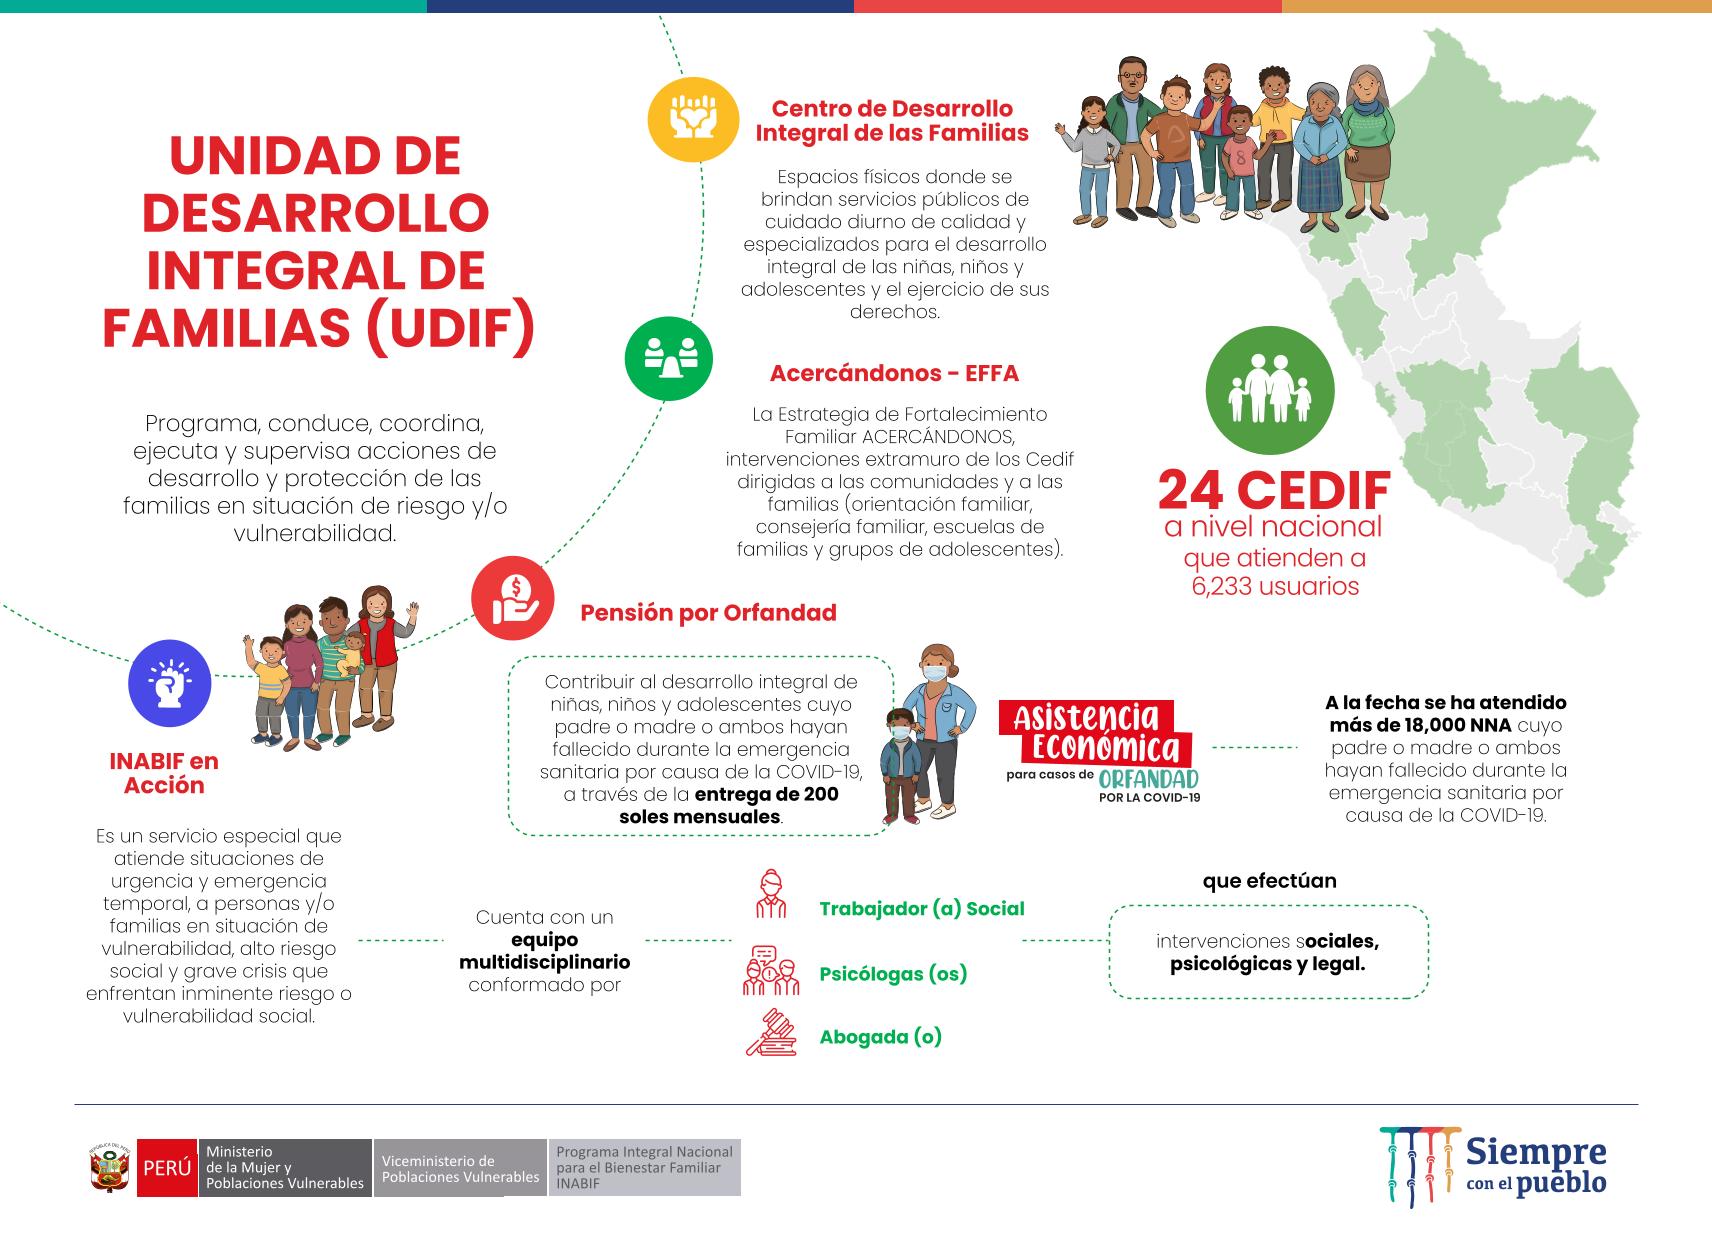 UNIDAD DE
DESARROLLO
INTEGRAL DE
FAMILIAS (UDIF)
Programa, conduce, coordina,
ejecuta y supervisa acciones de
desarrollo y protección de las
familias en situación de riesgo y/o
vulnerabilidad.
Centro de Desarrollo
Integral de las Familias
Espacios físicos donde se
brindan servicios públicos de
cuidado diurno de calidad y
especializados para el desarrollo
integral de las niñas, niños y
adolescentes y el ejercicio de sus
derechos.
Acercándonos - EFFA
La Estrategia de Fortalecimiento
Familiar ACERCÁNDONOS,
intervenciones extramuro de los Cedif
dirigidas a las comunidades y a las
familias (orientación familiar,
consejería familiar, escuelas de
familias y grupos de adolescentes).
24 CEDIF
a nivel nacional
que atienden a
6,233 usuarios
Pensión por Orfandad
Contribuir al desarrollo integral de
niñas, niños y adolescentes cuyo
padre o madre o ambos hayan
fallecido durante la emergencia
sanitaria por causa de la COVID-19,
a través de la entrega de 200
soles mensuales.
Asistencia
Económica
para casos de ORFANDAD
POR LA COVID-19
A la fecha se ha atendido
más de 18,000 NNA cuyo
padre o madre o ambos
hayan fallecido durante la
emergencia sanitaria por
causa de la COVID-19.
INABIF en
Acción
Es un servicio especial que
atiende situaciones de
urgencia y emergencia
temporal, a personas y/o
familias en situación de
vulnerabilidad, alto riesgo
social y grave crisis que
enfrentan inminente riesgo o
vulnerabilidad social.
Cuenta con un
equipo
multidisciplinario
conformado por
Trabajador (a) Social
Psicólogas (os)
Abogada (o)
que efectúan
intervenciones sociales,
psicológicas y legal.
REPÚBLICA DEL PERÚ
PERÚ
Ministerio
de la Mujer y
Poblaciones Vulnerables
Viceministerio de
Poblaciones Vulnerables
Programa Integral Nacional
para el Bienestar Familiar
INABIF
Siempre
con el pueblo